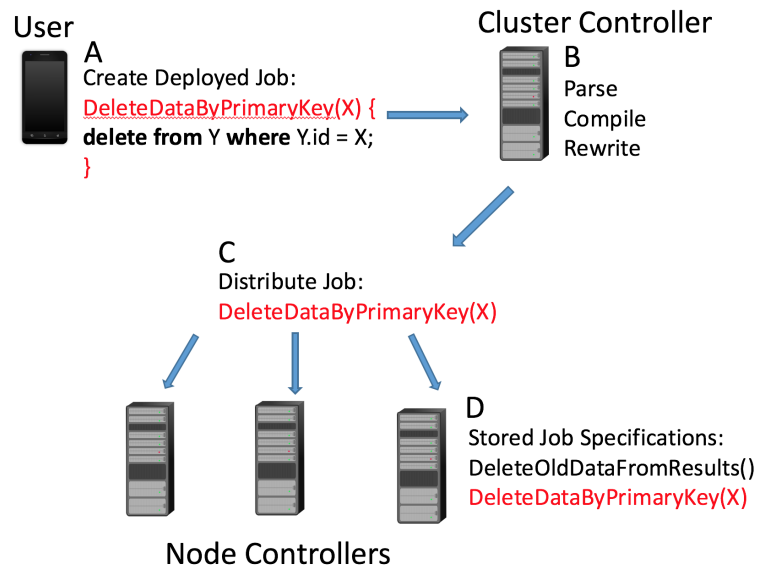 User
A
Create Deployed Job:
DeleteDataByPrimaryKey(X) {
delete from Y where Y.id = X;
}
Cluster Controller
B
Parse
Compile
Rewrite
C
Distribute Job:
DeleteDataByPrimaryKey(X)
D
Stored Job Specifications:
DeleteOldDataFromResults()
DeleteDataByPrimaryKey(X)
Node Controllers